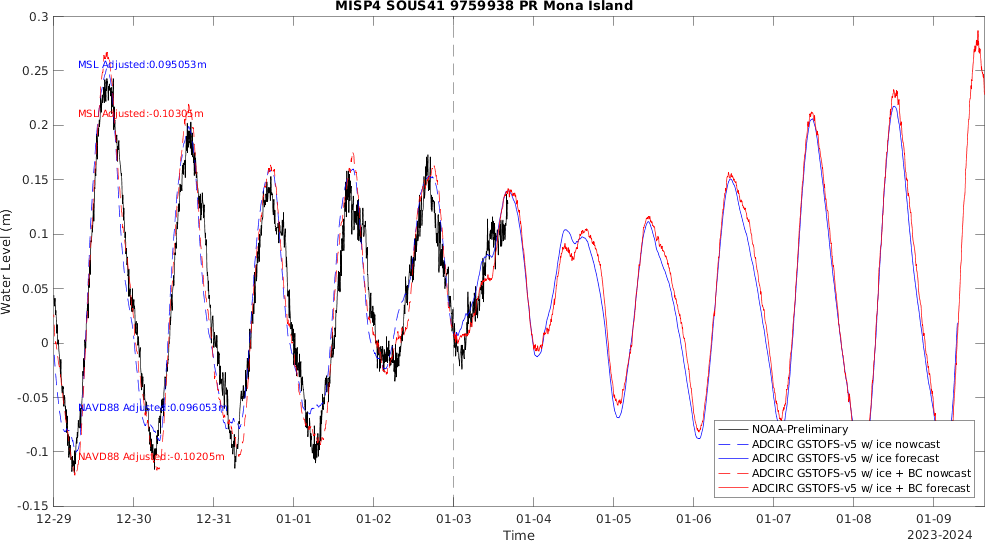 MISP4 SOUS41 9759938 PR Mona Island
0.3
0.25
0.2
0.15
0.1
0.05
0
-0.05
-0.1
-0.15
Water Level (m)
MSL Adjusted:0.095053m
MSL Adjusted:-0.10305m
NAVD88 Adjusted:0.096053m
NAVD88 Adjusted:-0.10205m
NOAA-Preliminary
ADCIRC GSTOFS-v5 w/ ice nowcast
ADCIRC GSTOFS-v5 w/ ice forecast
ADCIRC GSTOFS-v5 w/ ice + BC nowcast
ADCIRC GSTOFS-v5 w/ ice + BC forecast
12-29 12-30 12-31 01-01 01-02 01-03 01-04 01-05 01-06 01-07 01-08 01-09
Time
2023-2024